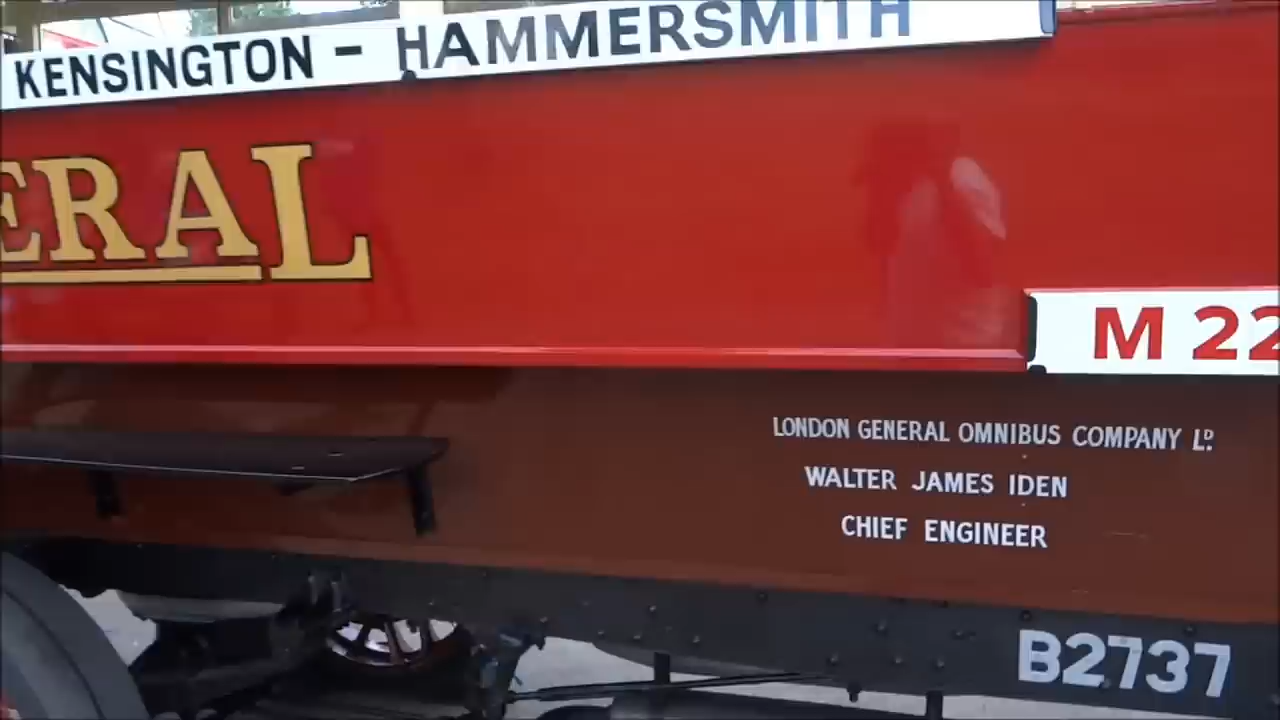 KENSINGTON - HAMMERSMITH
ERAL
M 22
LONDON GENERAL OMNIBUS COMPANY Lᴰ.
WALTER JAMES IDEN
CHIEF ENGINEER
B2737